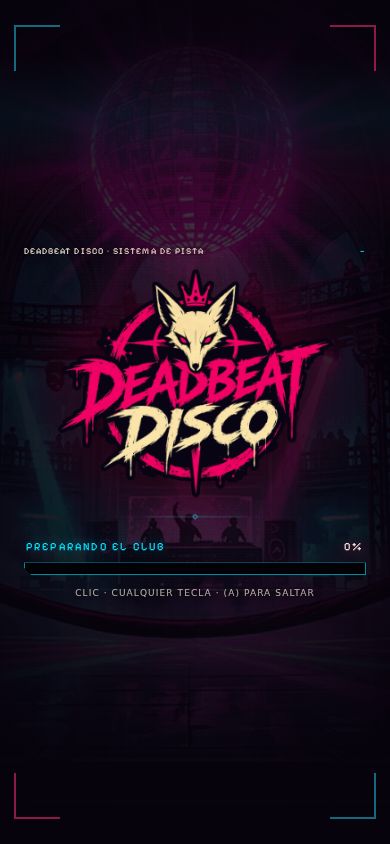 DEADBEAT DISCO · SISTEMA DE PISTA
DEADBEAT
DISCO
PREPARANDO EL CLUB 0%
CLIC · CUALQUIER TECLA · (A) PARA SALTAR